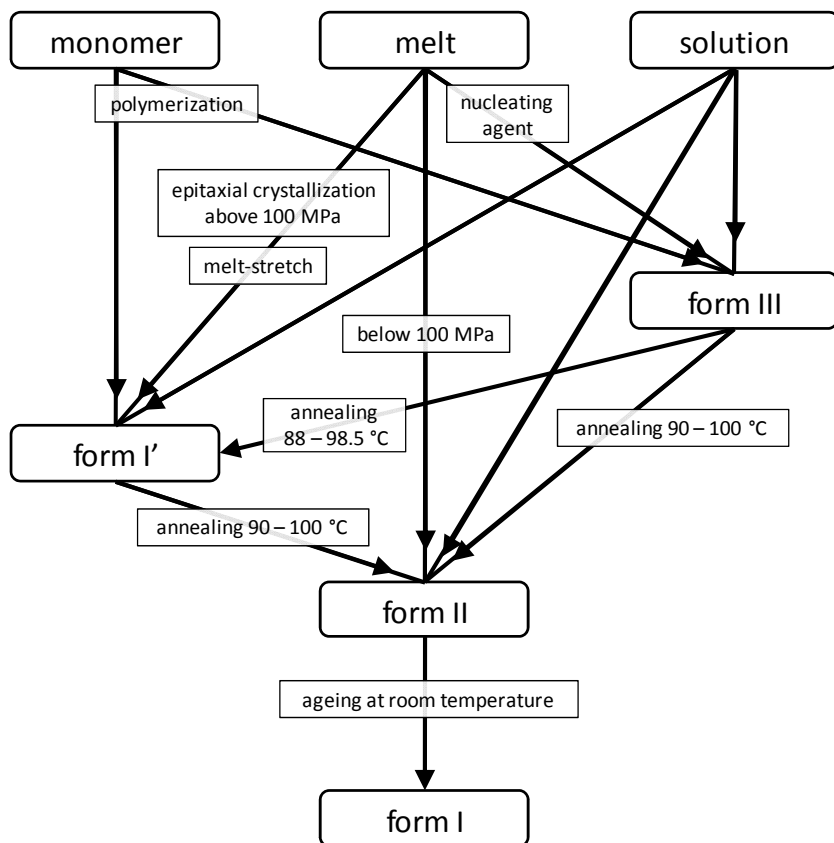 monomer
melt
solution
polymerization
nucleating
agent
epitaxial crystallization
above 100 MPa
melt-stretch
form III
below 100 MPa
annealing
88 – 98.5 °C
annealing 90 – 100 °C
form I’
annealing 90 – 100 °C
form II
ageing at room temperature
form I